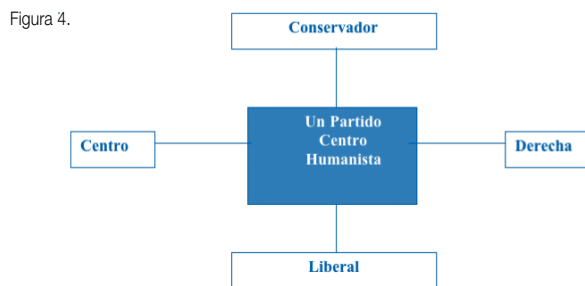 Figura 4.
Conservador
Un Partido
Centro
Humanista
Centro
Derecha
Liberal